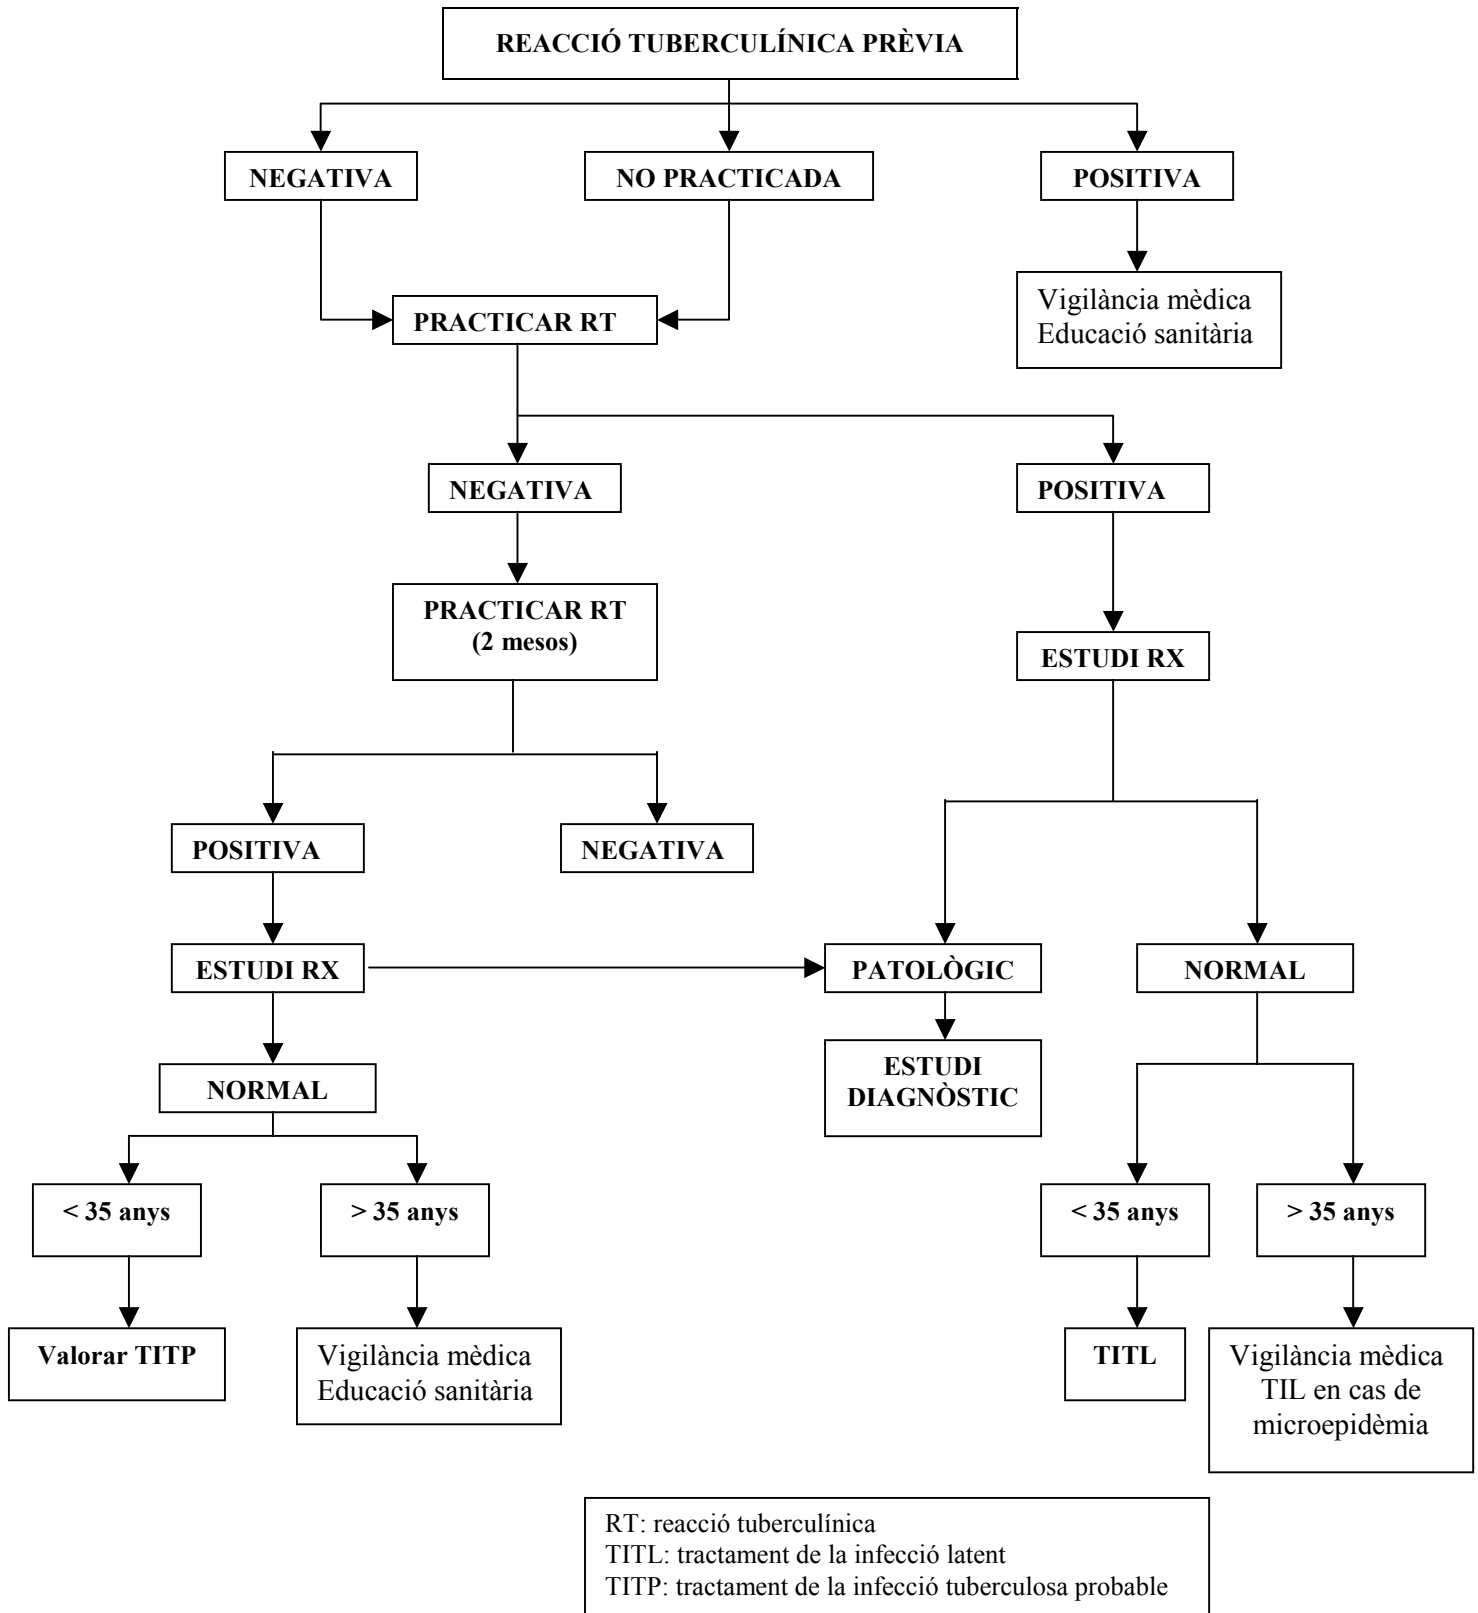 REACCIÓ TUBERCULÍNICA PRÈVIA
NEGATIVA
NO PRACTICADA
POSITIVA
Vigilància mèdica
Educació sanitària
PRACTICAR RT
NEGATIVA
POSITIVA
PRACTICAR RT
(2 mesos)
ESTUDI RX
POSITIVA
NEGATIVA
ESTUDI RX
PATOLÒGIC
NORMAL
ESTUDI
DIAGNÒSTIC
NORMAL
< 35 anys
> 35 anys
< 35 anys
> 35 anys
Valorar TITP
Vigilància mèdica
Educació sanitària
TITL
Vigilància mèdica
TIL en cas de
microepidèmia
RT: reacció tuberculínica
TITL: tractament de la infecció latent
TITP: tractament de la infecció tuberculosa probable